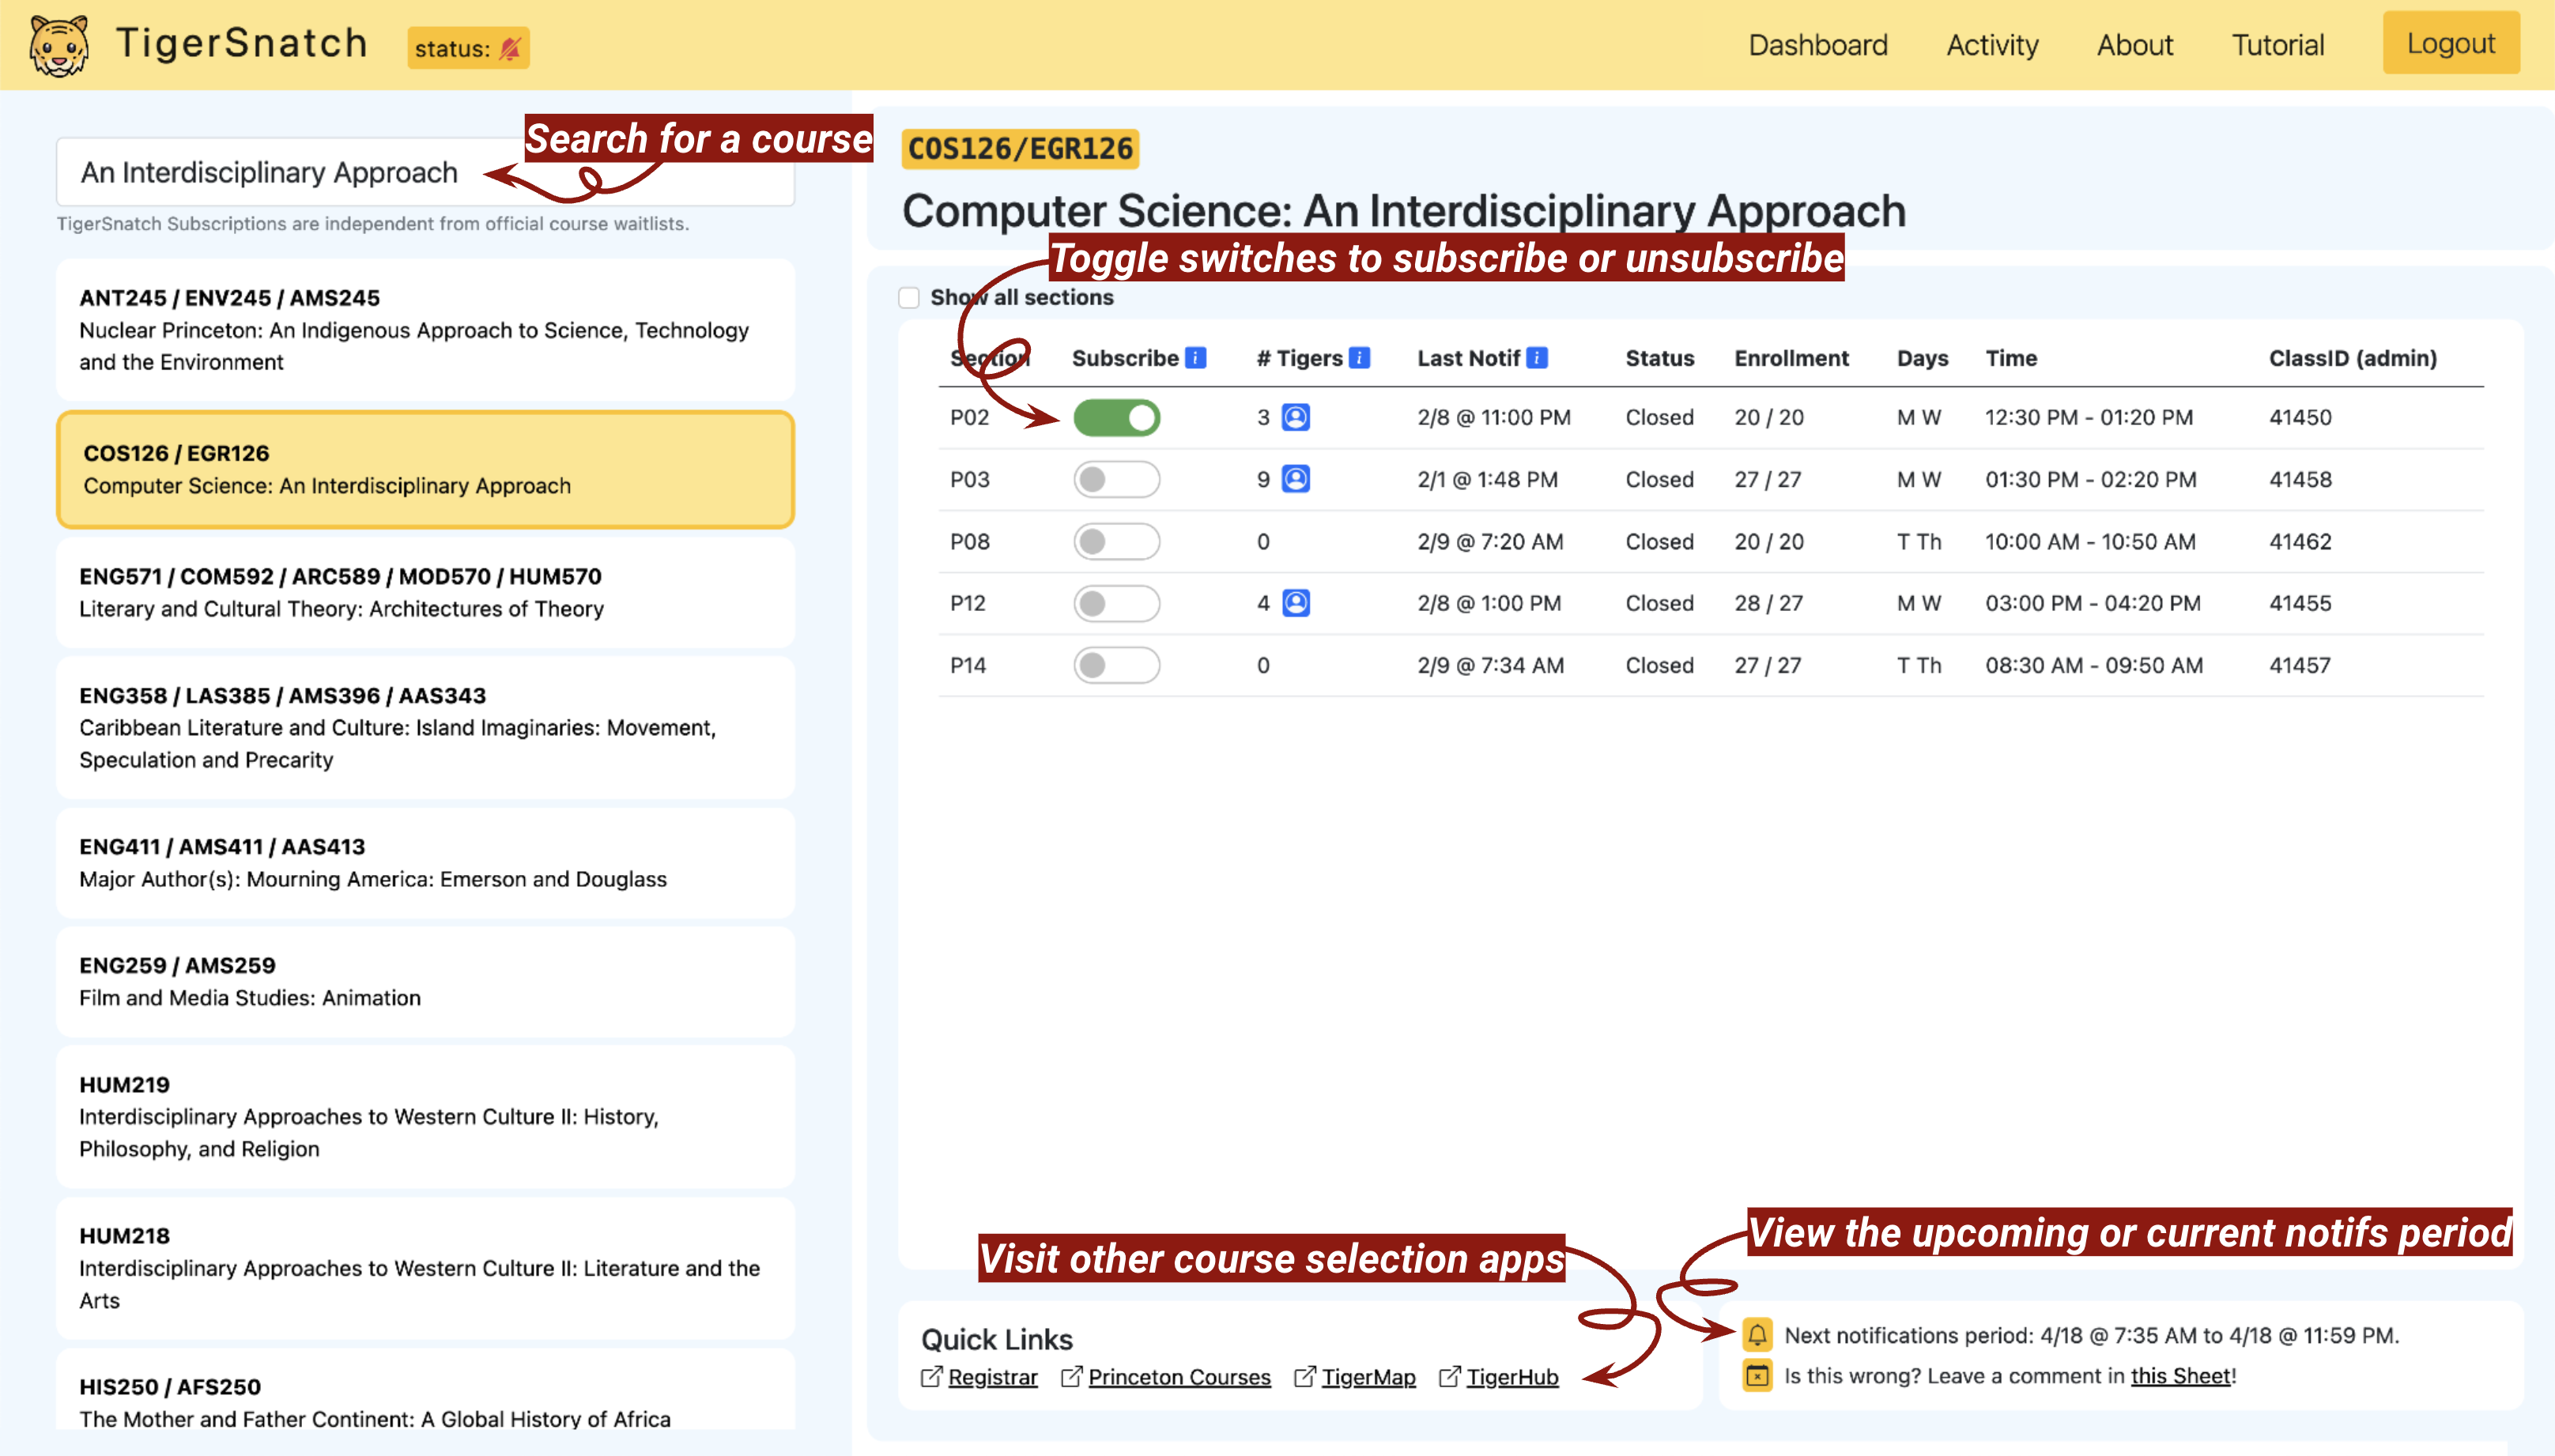 TigerSnatch
status:
Dashboard
Activity
About
Tutorial
Logout
Search for a course
An Interdisciplinary Approach
TigerSnatch Subscriptions are independent from official course waitlists.
ANT245 / ENV245 / AMS245
Nuclear Princeton: An Indigenous Approach to Science, Technology
and the Environment
COS126 / EGR126
Computer Science: An Interdisciplinary Approach
ENG571 / COM592 / ARC589 / MOD570 / HUM570
Literary and Cultural Theory: Architectures of Theory
ENG358 / LAS385 / AMS396 / AAS343
Caribbean Literature and Culture: Island Imaginaries: Movement,
Speculation and Precarity
ENG411 / AMS411 / AAS413
Major Author(s): Mourning America: Emerson and Douglass
ENG259 / AMS259
Film and Media Studies: Animation
HUM219
Interdisciplinary Approaches to Western Culture II: History,
Philosophy, and Religion
HUM218
Interdisciplinary Approaches to Western Culture II: Literature and the
Arts
HIS250 / AFS250
The Mother and Father Continent: A Global History of Africa
COS126/EGR126
Computer Science: An Interdisciplinary Approach
Toggle switches to subscribe or unsubscribe
Show all sections
Section Subscribe i # Tigers i Last Notif i Status Enrollment Days Time ClassID (admin)
P02 3 2/8 @ 11:00 PM Closed 20 / 20 M W 12:30 PM - 01:20 PM 41450
P03 9 2/1 @ 1:48 PM Closed 27 / 27 M W 01:30 PM - 02:20 PM 41458
P08 0 2/9 @ 7:20 AM Closed 20 / 20 T Th 10:00 AM - 10:50 AM 41462
P12 4 2/8 @ 1:00 PM Closed 28 / 27 M W 03:00 PM - 04:20 PM 41455
P14 0 2/9 @ 7:34 AM Closed 27 / 27 T Th 08:30 AM - 09:50 AM 41457
Visit other course selection apps
View the upcoming or current notifs period
Quick Links
Registrar Princeton Courses TigerMap TigerHub
Next notifications period: 4/18 @ 7:35 AM to 4/18 @ 11:59 PM.
Is this wrong? Leave a comment in this Sheet!